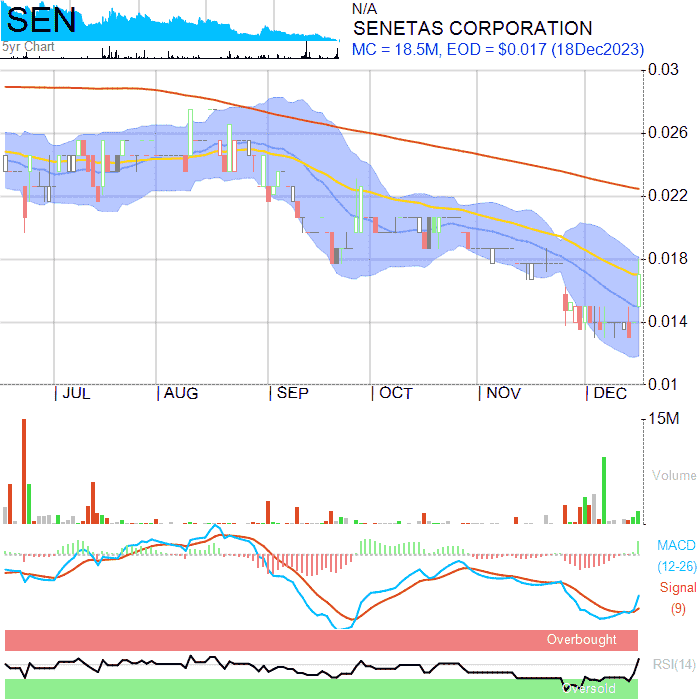 SEN
5yr Chart
N/A
SENETAS CORPORATION
MC = 18.5M, EOD = $0.017 (18Dec2023)
0.03
0.026
0.022
0.018
0.014
0.01
JUL AUG SEP OCT NOV DEC
15M
Volume
MACD
(12-26)
Signal
(9)
Overbought
RSI(14)
Oversold